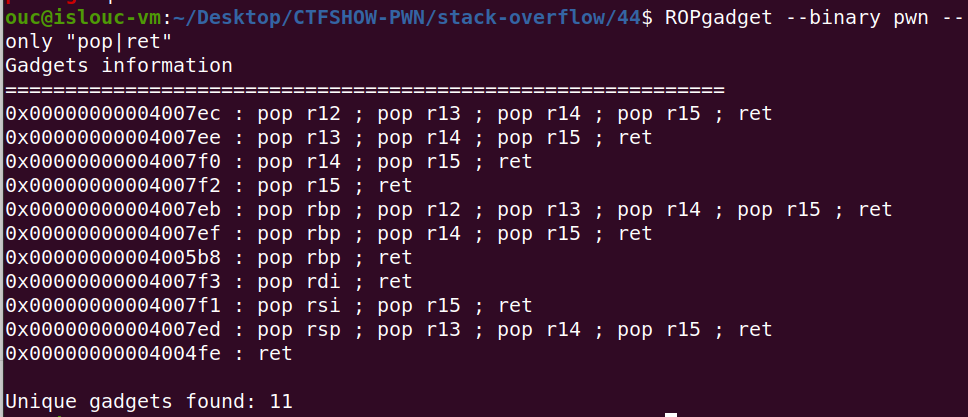 ouc@islouc-vm:~/Desktop/CTFSHOW-PWN/stack-overflow/44$ ROPgadget --binary pwn --
only "pop|ret"
Gadgets information
============================================================
0x00000000004007ec : pop r12 ; pop r13 ; pop r14 ; pop r15 ; ret
0x00000000004007ee : pop r13 ; pop r14 ; pop r15 ; ret
0x00000000004007f0 : pop r14 ; pop r15 ; ret
0x00000000004007f2 : pop r15 ; ret
0x00000000004007eb : pop rbp ; pop r12 ; pop r13 ; pop r14 ; pop r15 ; ret
0x00000000004007ef : pop rbp ; pop r14 ; pop r15 ; ret
0x00000000004005b8 : pop rbp ; ret
0x00000000004007f3 : pop rdi ; ret
0x00000000004007f1 : pop rsi ; pop r15 ; ret
0x00000000004007ed : pop rsp ; pop r13 ; pop r14 ; pop r15 ; ret
0x00000000004004fe : ret
Unique gadgets found: 11